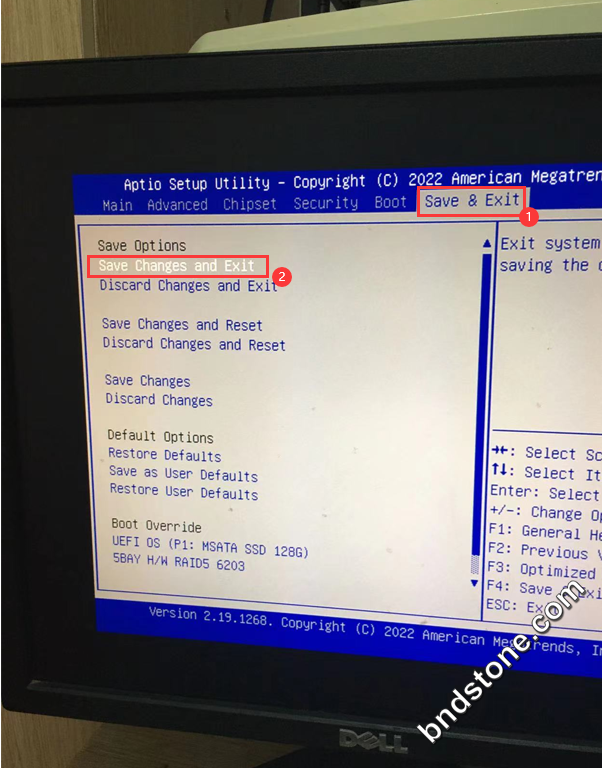 Aptio Setup Utility - Copyright (C) 2022 American Megatren
Main Advanced Chipset Security Boot Save & Exit
1
Save Options
Save Changes and Exit
2
Discard Changes and Exit
Save Changes and Reset
Discard Changes and Reset
Save Changes
Discard Changes
Default Options
Restore Defaults
Save as User Defaults
Restore User Defaults
Boot Override
UEFI OS (P1: MSATA SSD 128G)
5BAY H/W RAID5 6203
Exit system
saving the
→←: Select Sc
↑↓: Select It
Enter: Select
+/-: Change Op
F1: General He
F2: Previous
F3: Optimized
F4: Save
ESC:
Version 2.19.1268. Copyright (C) 2022 American Megatrends, In
DELL
bndstone.com